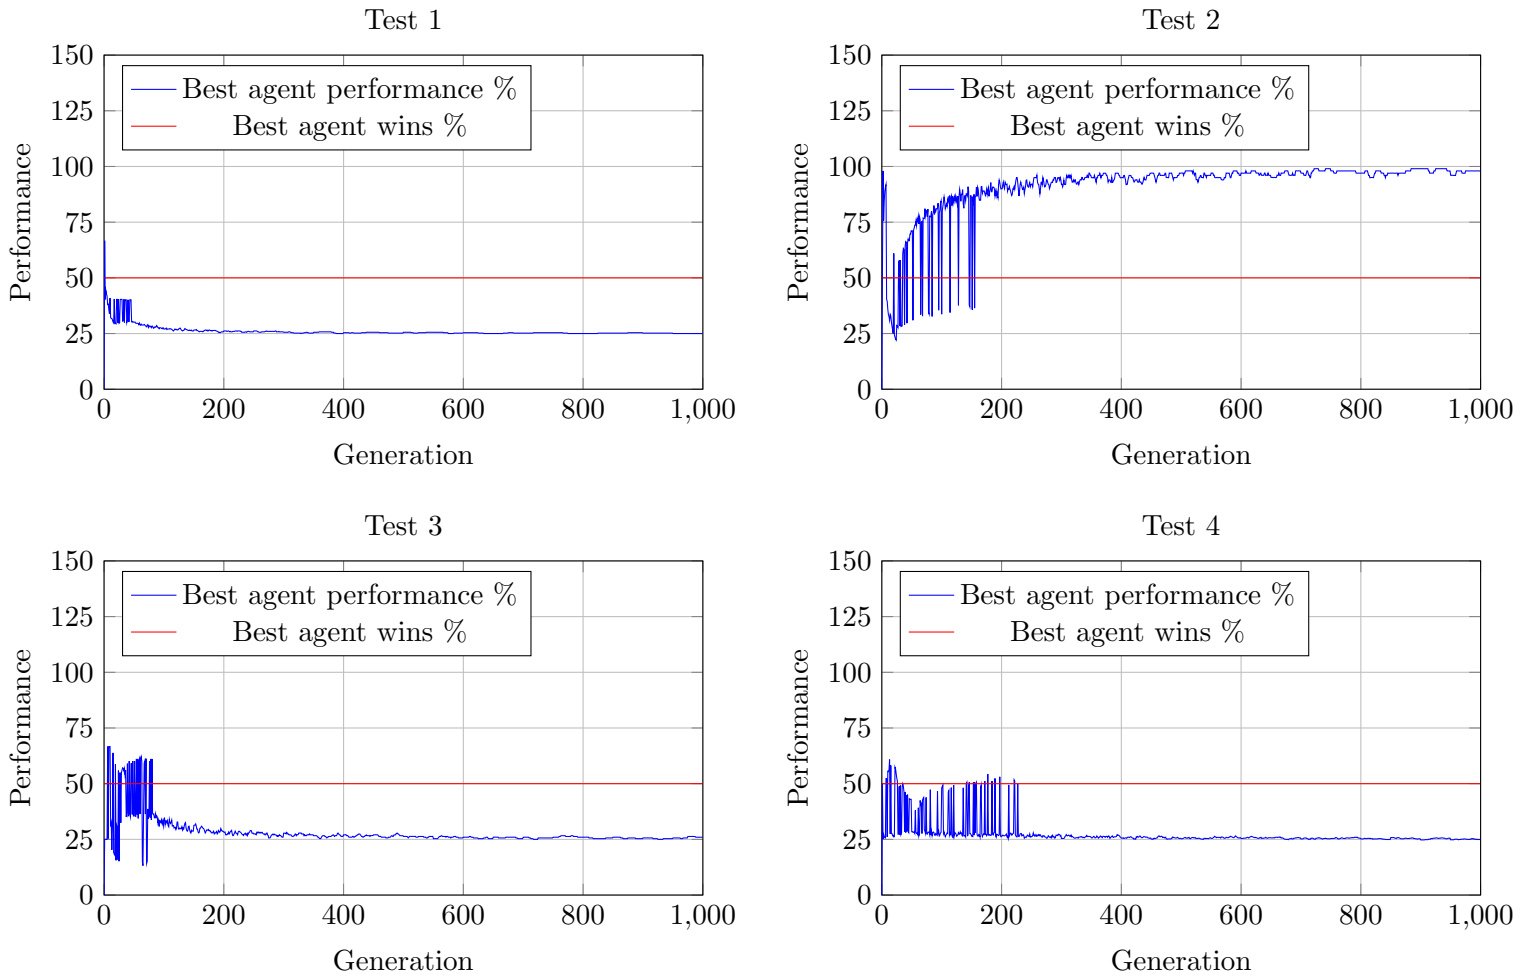 Test 1
150
125
100
75
50
25
0
Best agent performance %
Best agent wins %
Performance
0 200 400 600 800 1,000
Generation
Test 2
150
125
100
75
50
25
0
Best agent performance %
Best agent wins %
Performance
0 200 400 600 800 1,000
Generation
Test 3
150
125
100
75
50
25
0
Best agent performance %
Best agent wins %
Performance
0 200 400 600 800 1,000
Generation
Test 4
150
125
100
75
50
25
0
Best agent performance %
Best agent wins %
Performance
0 200 400 600 800 1,000
Generation